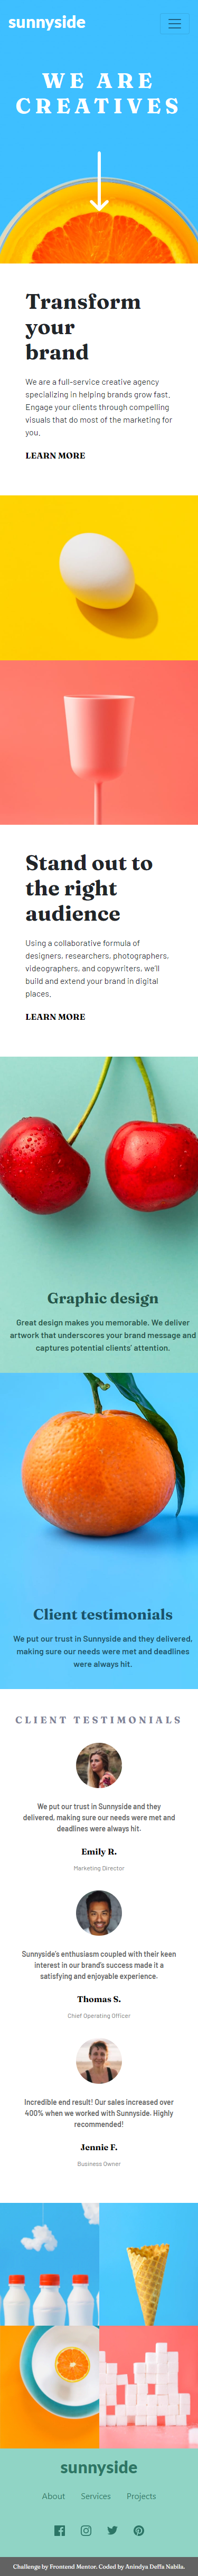 sunnyside
WE ARE
CREATIVES
Transform
your
brand
We are a full-service creative agency
specializing in helping brands grow fast.
Engage your clients through compelling
visuals that do most of the marketing for
you.
LEARN MORE
Stand out to
the right
audience
Using a collaborative formula of
designers, researchers, photographers,
videographers, and copywriters, we'll
build and extend your brand in digital
places.
LEARN MORE
Graphic design
Great design makes you memorable. We deliver
artwork that underscores your brand message and
captures potential clients' attention.
Client testimonials
We put our trust in Sunnyside and they delivered,
making sure our needs were met and deadlines
were always hit.
CLIENT TESTIMONIALS
We put our trust in Sunnyside and they
delivered, making sure our needs were met and
deadlines were always hit.
Emily R.
Marketing Director
Sunnyside's enthusiasm coupled with their keen
interest in our brand's success made it a
satisfying and enjoyable experience.
Thomas S.
Chief Operating Officer
Incredible end result! Our sales increased over
400% when we worked with Sunnyside. Highly
recommended!
Jennie F.
Business Owner
sunnyside
About Services Projects
Challenge by Frontend Mentor. Coded by Anindya Deffa Nabila.